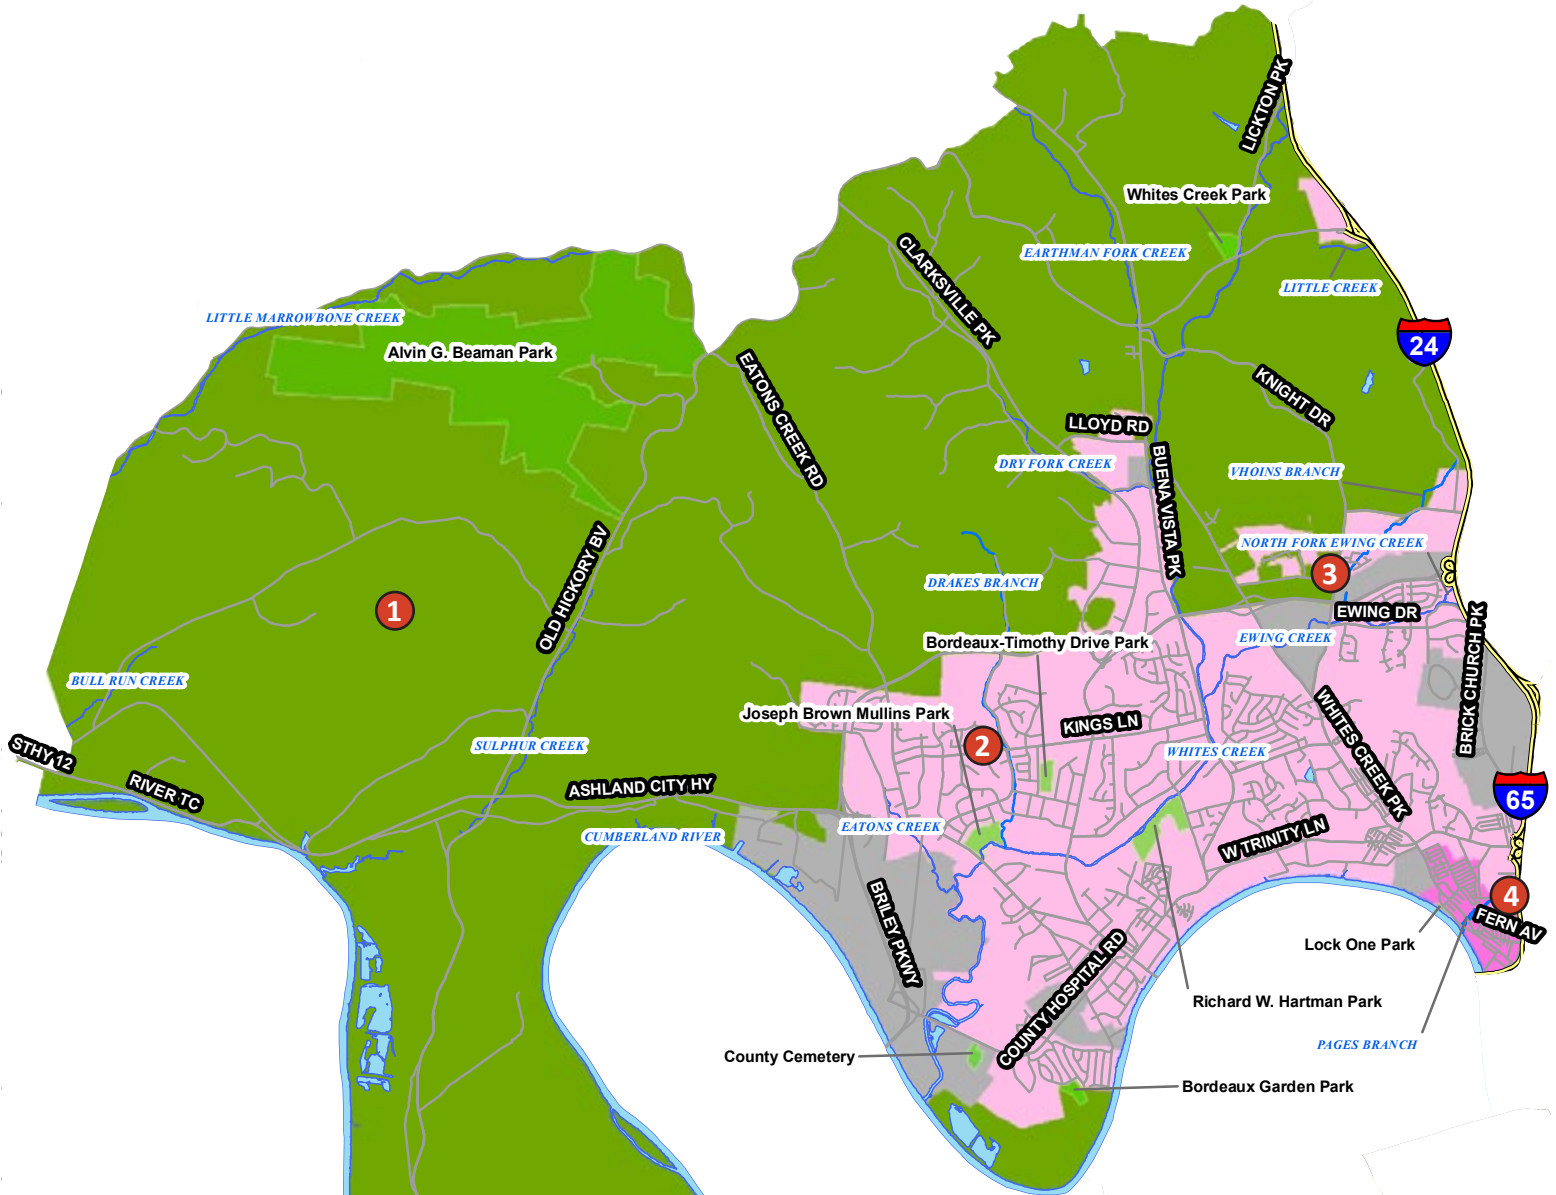 LICKTON PK
Whites Creek Park
CLARKSVILLE PK
EARTHMAN FORK CREEK
LITTLE CREEK
LITTLE MARROWBONE CREEK
Alvin G. Beaman Park
24
EATONS CREEK RD
KNIGHT DR
LLOYD RD
DRY FORK CREEK
BUENA VISTA PK
VHOINS BRANCH
OLD HICKORY BV
NORTH FORK EWING CREEK
3
DRAKES BRANCH
1
EWING DR
BRICK CHURCH PK
EWING CREEK
Bordeaux-Timothy Drive Park
BULL RUN CREEK
Joseph Brown Mullins Park
KINGS LN
WHITES CREEK PK
2
SULPHUR CREEK
WHITES CREEK
STHY 12
RIVER TC
ASHLAND CITY HY
65
CUMBERLAND RIVER
EATONS CREEK
W TRINITY LN
4
BRILEY PKWY
FERN AV
Lock One Park
COUNTY HOSPITAL RD
Richard W. Hartman Park
PAGES BRANCH
County Cemetery
Bordeaux Garden Park